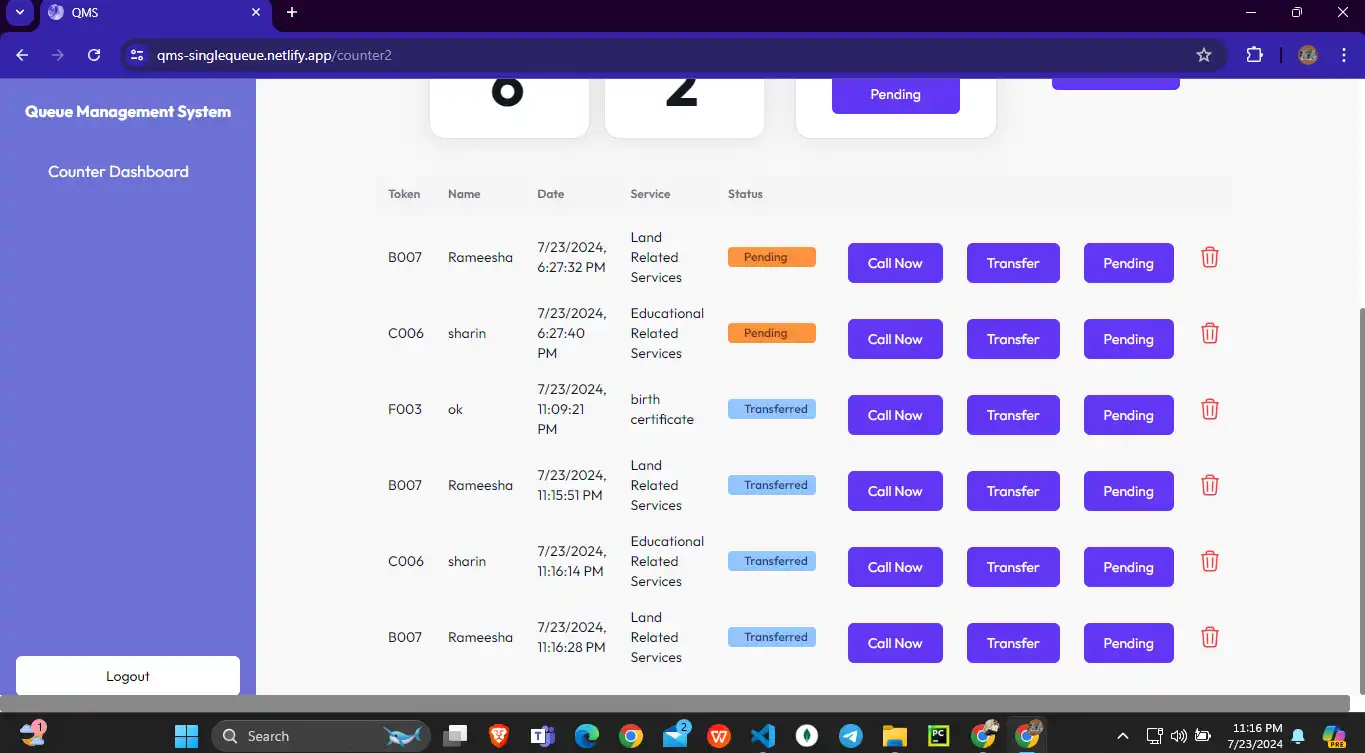 QMS
qms-singlequeue.netlify.app/counter2
Queue Management System
Counter Dashboard
Logout
6 2
Pending
Token Name Date Service Status
B007 Rameesha 7/23/2024, 6:27:32 PM Land Related Services Pending Call Now Transfer Pending
C006 sharin 7/23/2024, 6:27:40 PM Educational Related Services Pending Call Now Transfer Pending
F003 ok 7/23/2024, 11:09:21 PM birth certificate Transferred Call Now Transfer Pending
B007 Rameesha 7/23/2024, 11:15:51 PM Land Related Services Transferred Call Now Transfer Pending
C006 sharin 7/23/2024, 11:16:14 PM Educational Related Services Transferred Call Now Transfer Pending
B007 Rameesha 7/23/2024, 11:16:28 PM Land Related Services Transferred Call Now Transfer Pending
1
Search
2
PC
11:16 PM
7/23/2024
PRE